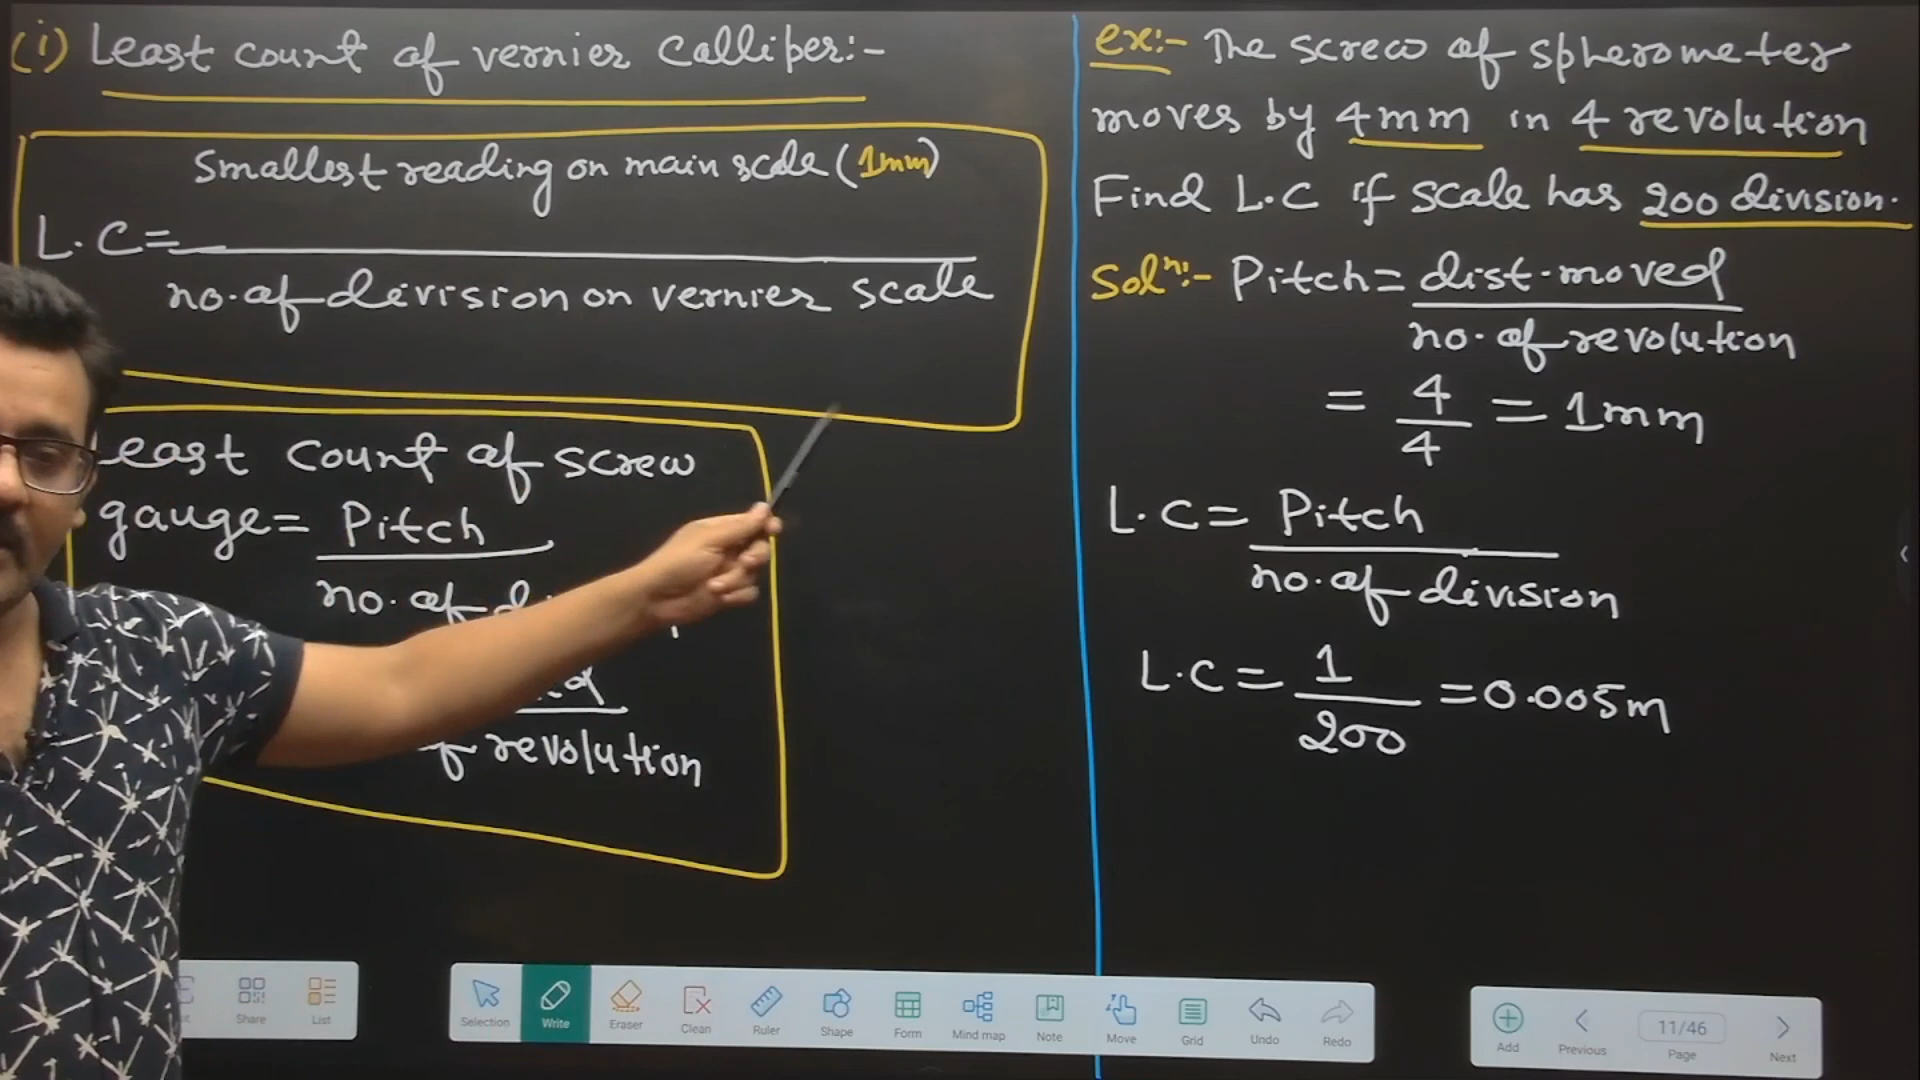 (i) Least count of vernier Calliper:-
Smallest reading on main scale (1mm)
L.C=
no. of division on vernier scale
east count of screw
gauge= Pitch
no. of
of revolution
ex:- The screw of spherometer
moves by 4mm in 4 revolution
Find L.C if scale has 200 division.
Solⁿ:- Pitch = dist. moved
no. of revolution
= 4
4
= 1mm
L.C = Pitch
no. of division
L.C = 1
200
= 0.005m
Share
List
Selection
Write
Eraser
Clean
Ruler
Shape
Form
Mind map
Note
Move
Grid
Undo
Redo
Add
Previous
11/46
Page
Next